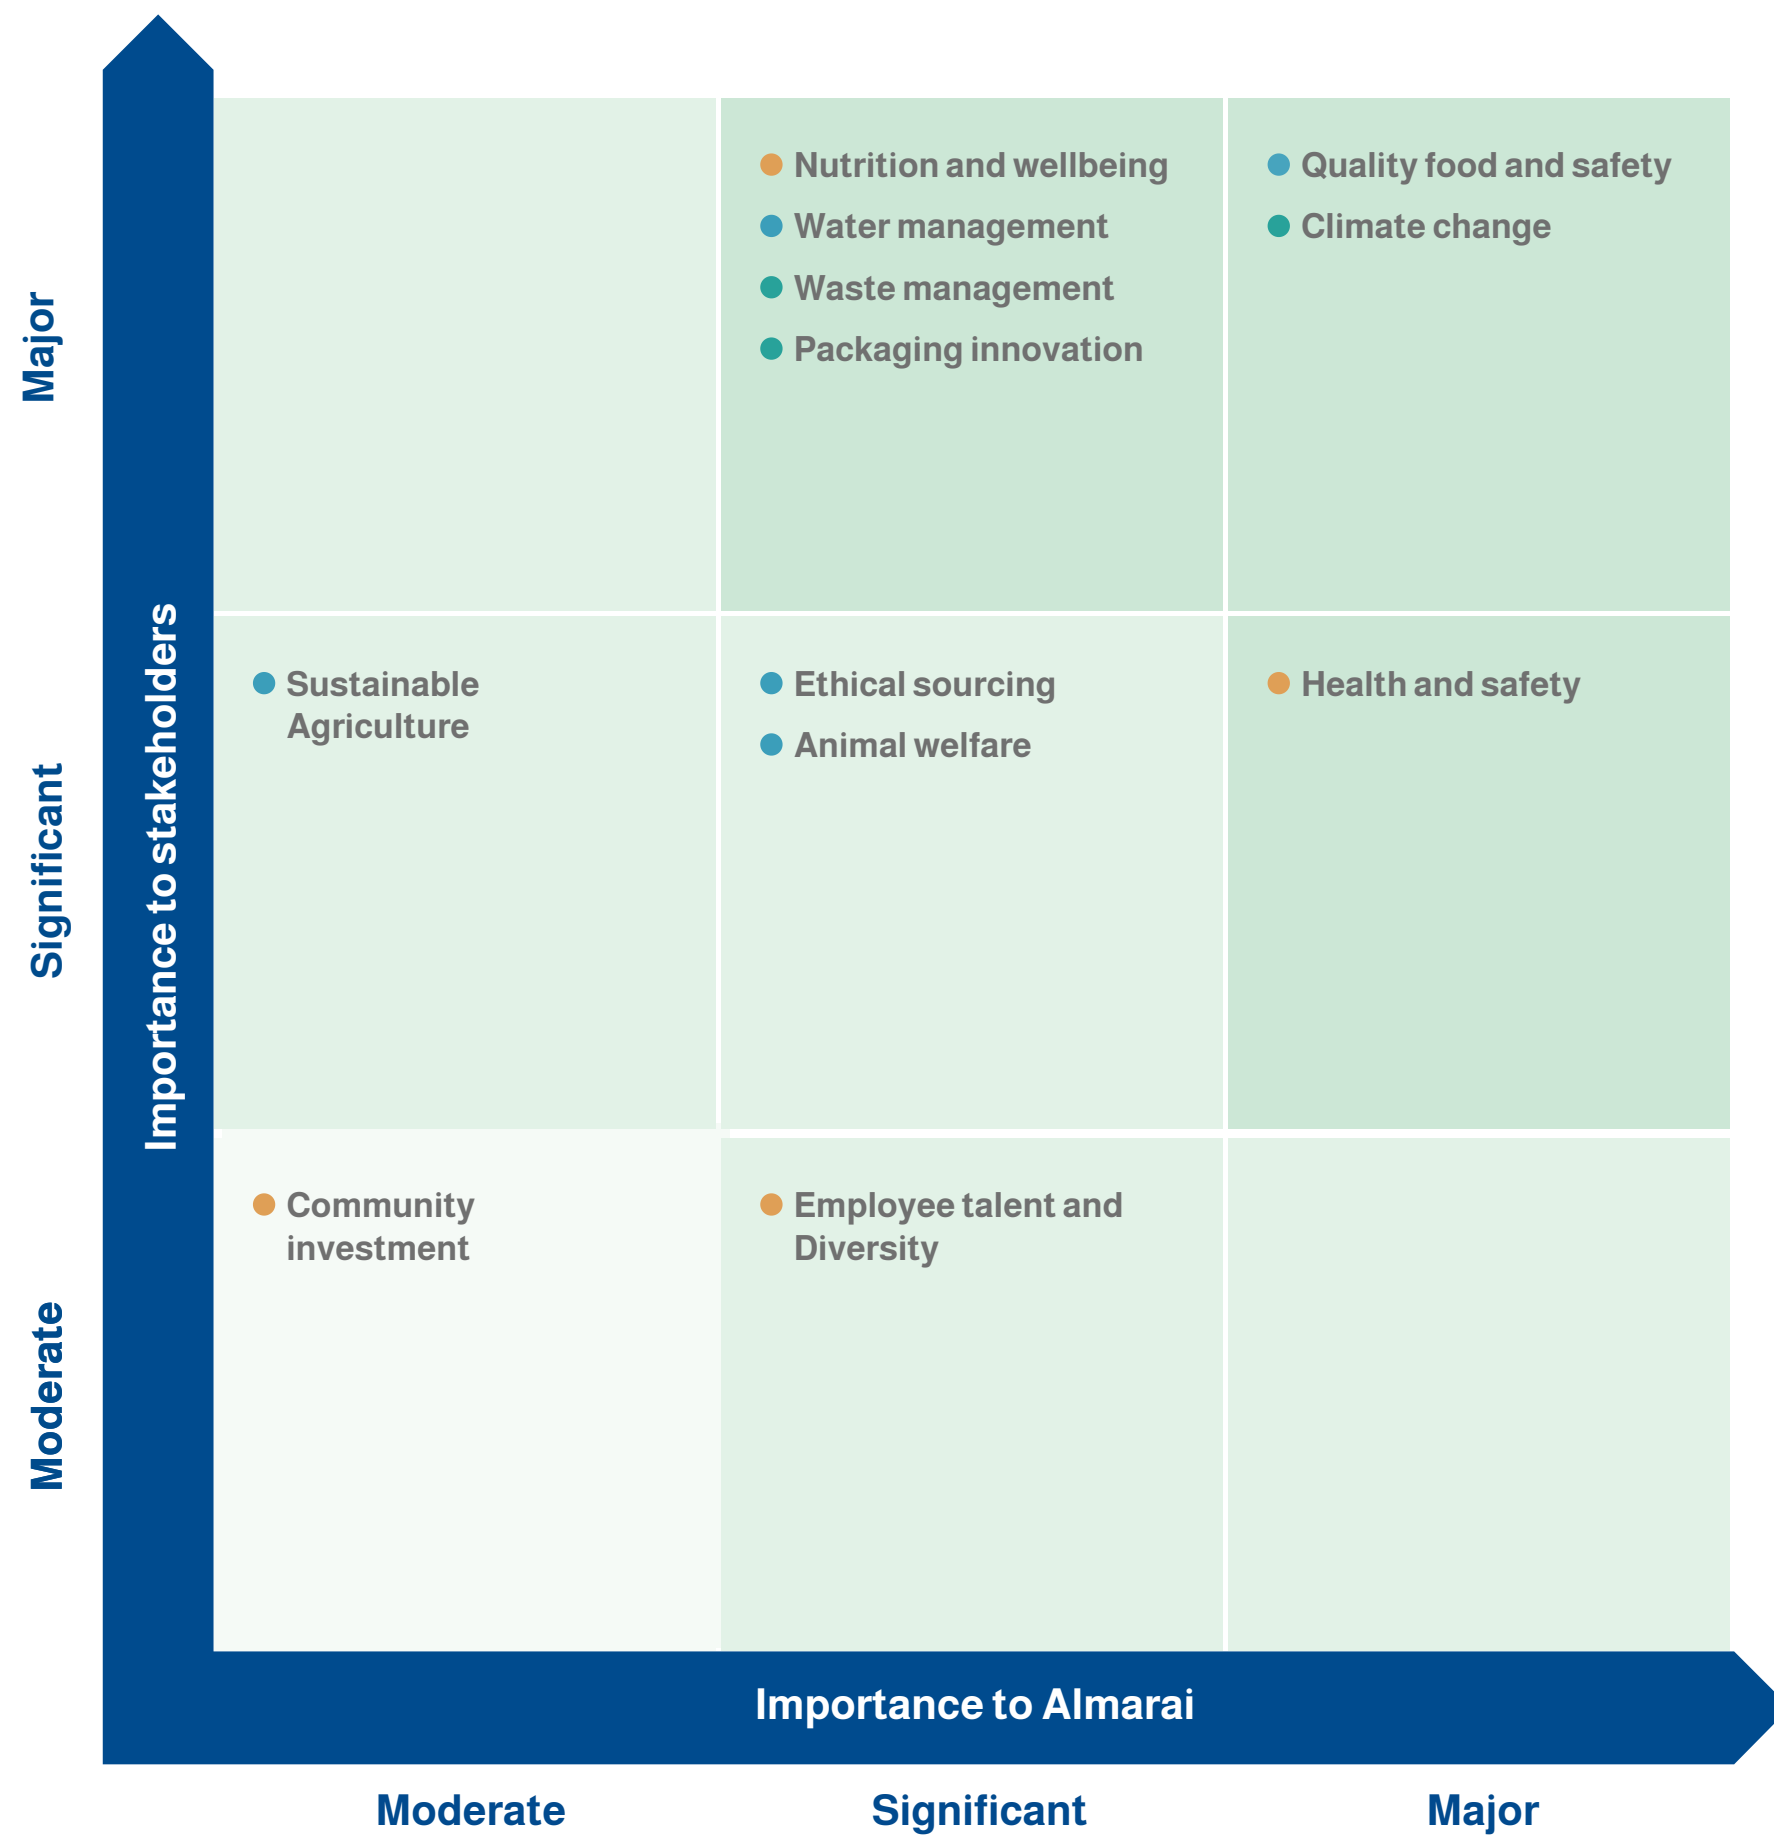 Major
Significant
Moderate
Importance to stakeholders
Nutrition and wellbeing
Water management
Waste management
Packaging innovation
Quality food and safety
Climate change
Sustainable
Agriculture
Ethical sourcing
Animal welfare
Health and safety
Community
investment
Employee talent and
Diversity
Importance to Almarai
Moderate
Significant
Major